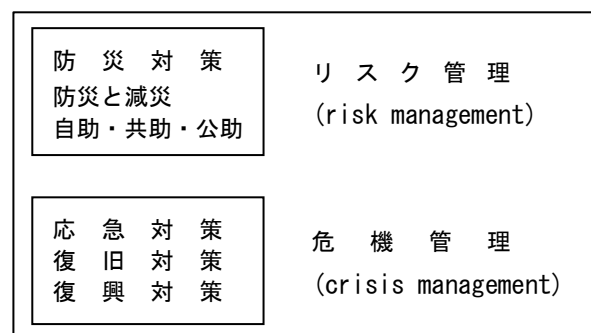 防災対策
防災と減災
自助・共助・公助
リスク管理
(risk management)
応急対策
復旧対策
復興対策
危機管理
(crisis management)